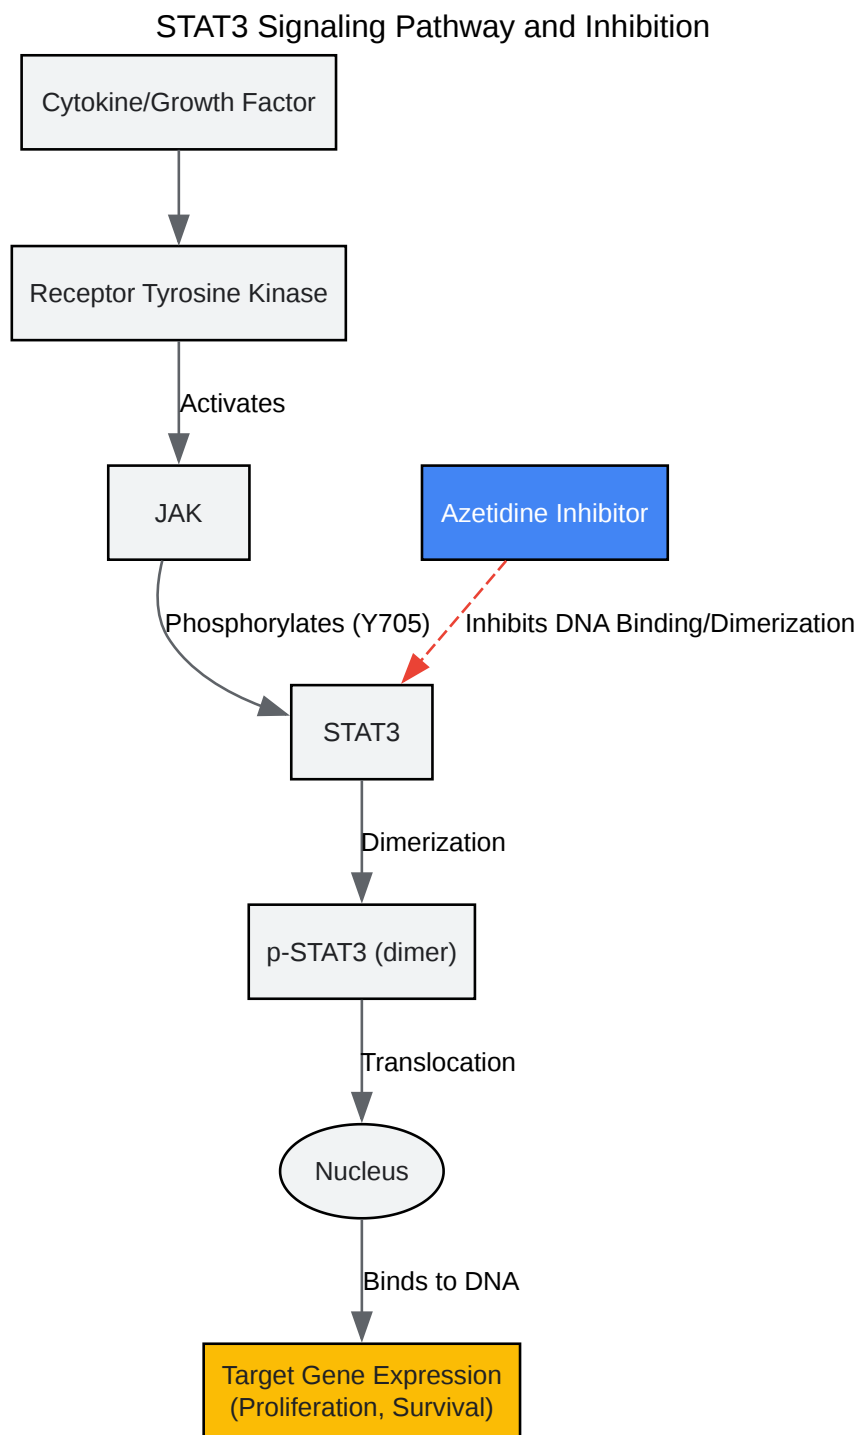 STAT3 Signaling Pathway and Inhibition
Cytokine/Growth Factor
Receptor Tyrosine Kinase
Activates
JAK
Azetidine Inhibitor
Phosphorylates (Y705)
Inhibits DNA Binding/Dimerization
STAT3
Dimerization
p-STAT3 (dimer)
Translocation
Nucleus
Binds to DNA
Target Gene Expression
(Proliferation, Survival)